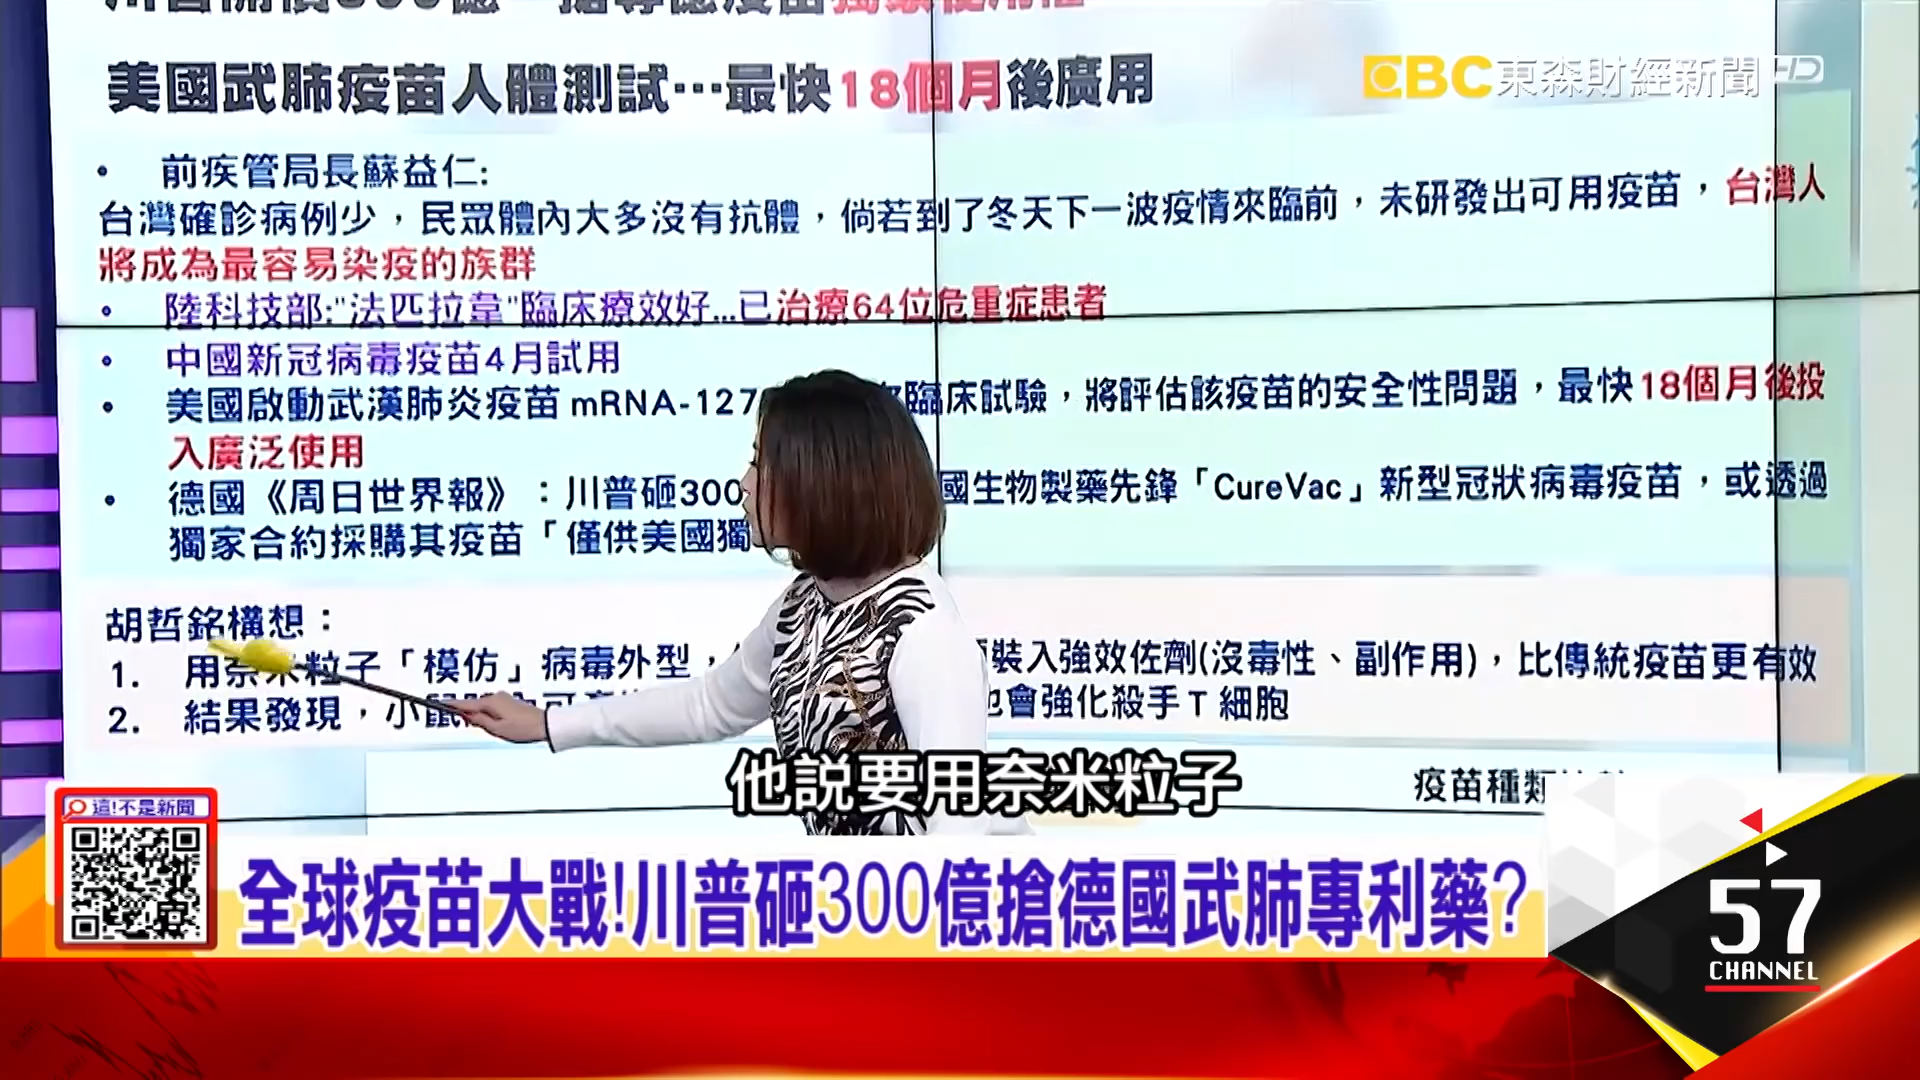 美國武肺疫苗人體測試…最快18個月後廣用
EBC東森財經新聞HD
• 前疾管局長蘇益仁:
台灣確診病例少，民眾體內大多沒有抗體，倘若到了冬天下一波疫情來臨前，未研發出可用疫苗，台灣人
將成為最容易染疫的族群
• 陸科技部:"法匹拉韋"臨床療效好...已治療64位危重症患者
• 中國新冠病毒疫苗4月試用
• 美國啟動武漢肺炎疫苗 mRNA-127 臨床試驗，將評估該疫苗的安全性問題，最快18個月後投
入廣泛使用
• 德國《周日世界報》：川普砸300 國生物製藥先鋒「CureVac」新型冠狀病毒疫苗，或透過
獨家合約採購其疫苗「僅供美國獨
胡哲銘構想：
1. 用奈米粒子「模仿」病毒外型， 裝入強效佐劑(沒毒性、副作用)，比傳統疫苗更有效
2. 結果發現，小鼠 也會強化殺手T細胞
他説要用奈米粒子
疫苗種類
這!不是新聞
全球疫苗大戰!川普砸300億搶德國武肺專利藥?
57
CHANNEL